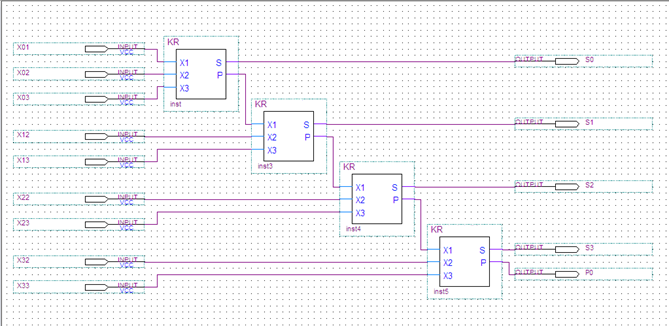 KR
X01 INPUT VCC
X1 S
OUTPUT S0
X02 INPUT VCC
X2 P
X03 INPUT VCC
X3
inst
KR
X1 S
OUTPUT S1
X12 INPUT VCC
X2 P
X13 INPUT VCC
X3
inst3
KR
X1 S
OUTPUT S2
X22 INPUT VCC
X2 P
X23 INPUT VCC
X3
inst4
KR
X1 S
OUTPUT S3
X32 INPUT VCC
X2 P
OUTPUT P0
X33 INPUT VCC
X3
inst5